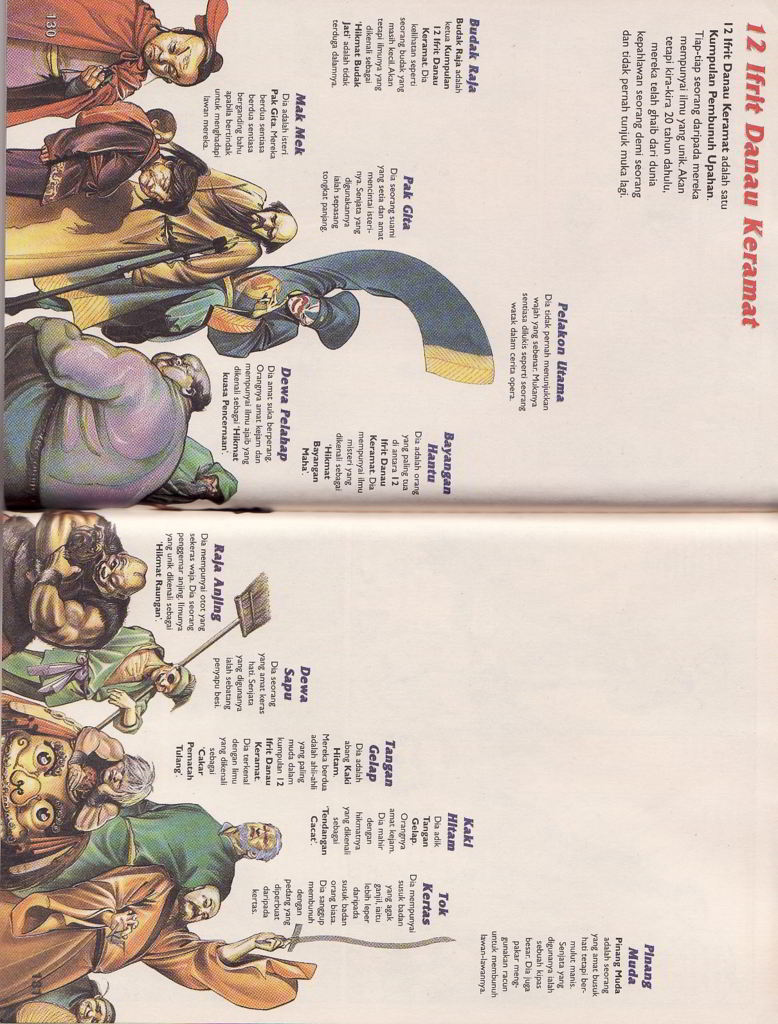 12 Ifrit Danau Keramat
12 Ifrit Danau Keramat adalah satu
Kumpulan Pembunuh Upahan.
Tiap-tiap seorang daripada mereka
mempunyai ilmu yang unik. Akan
tetapi kira-kira 20 tahun dahulu,
mereka telah ghaib dari dunia
kepahlawan seorang demi seorang
dan tidak pernah tunjuk muka lagi.
Budak Raja
Budak Raja adalah
ketua Kumpulan
12 Ifrit Danau
Keramat. Dia
kelihatan seperti
seorang budak yang
masih kecil. Akan
tetapi ilmunya yang
dikenali sebagai
'Hikmat Budak
Jati' adalah tidak
terduga dalamnya.
Mak Mek
Dia adalah isteri
Pak Gita. Mereka
berdua sentiasa
berdua sentiasa
berganding bahu
apabila bertindak
untuk menghadapi
lawan mereka.
Pak Gita
Dia seorang suami
yang setia dan amat
mencintai isteri-
nya. Senjata yang
digunakannya
ialah sepasang
tongkat panjang.
Pelakon Utama
Dia tidak pernah menunjukkan
wajah yang sebenar. Mukanya
sentiasa dilukis seperti seorang
watak dalam cerita opera.
Dewa Pelahap
Dia amat suka berperang.
Orangnya amat kejam dan
mempunyai ilmu ajaib yang
dikenali sebagai 'Hikmat
kuasa Pencernaan'.
Bayangan
Hantu
Dia adalah orang
yang paling tua
di antara 12
Ifrit Danau
Keramat. Dia
mempunyai ilmu
misteri yang
dikenali sebagai
'Hikmat
Bayangan
Maha'.
130
Raja Anjing
Dia mempunyai otot yang
sekeras waja. Dia seorang
penggemar anjing. Ilmunya
yang unik dikenali sebagai
'Hikmat Raungan'.
Dewa
Sapu
Dia seorang
yang amat keras
hati. Senjata
yang digunanya
ialah sebatang
penyapu besi.
Tangan
Gelap
Dia adalah
abang Kaki
Hitam.
Mereka berdua
adalah ahli-ahli
yang paling
muda dalam
kumpulan 12
Ifrit Danau
Keramat.
Dia terkenal
dengan ilmu
yang dikenali
sebagai
'Cakar
Pematah
Tulang'.
Kaki
Hitam
Dia adik
Tangan
Gelap.
Orangnya
amat kejam.
Dia mahir
dengan
hikmatnya
yang dikenali
sebagai
'Tendangan
Cacat'.
Tok
Kertas
Dia mempunyai
susuk badan
yang agak
ganjil, iaitu
lebih leper
daripada
susuk badan
orang biasa.
Dia sanggup
membunuh
dengan
pedang yang
diperbuat
daripada
kertas.
Pinang
Muda
Pinang Muda
adalah seorang
yang amat busuk
hati tetapi ber-
mulut manis.
Senjata yang
digunanya ialah
sebuah kipas
besar. Dia juga
pakar meng-
gunakan racun
untuk membunuh
lawan-lawannya.
131